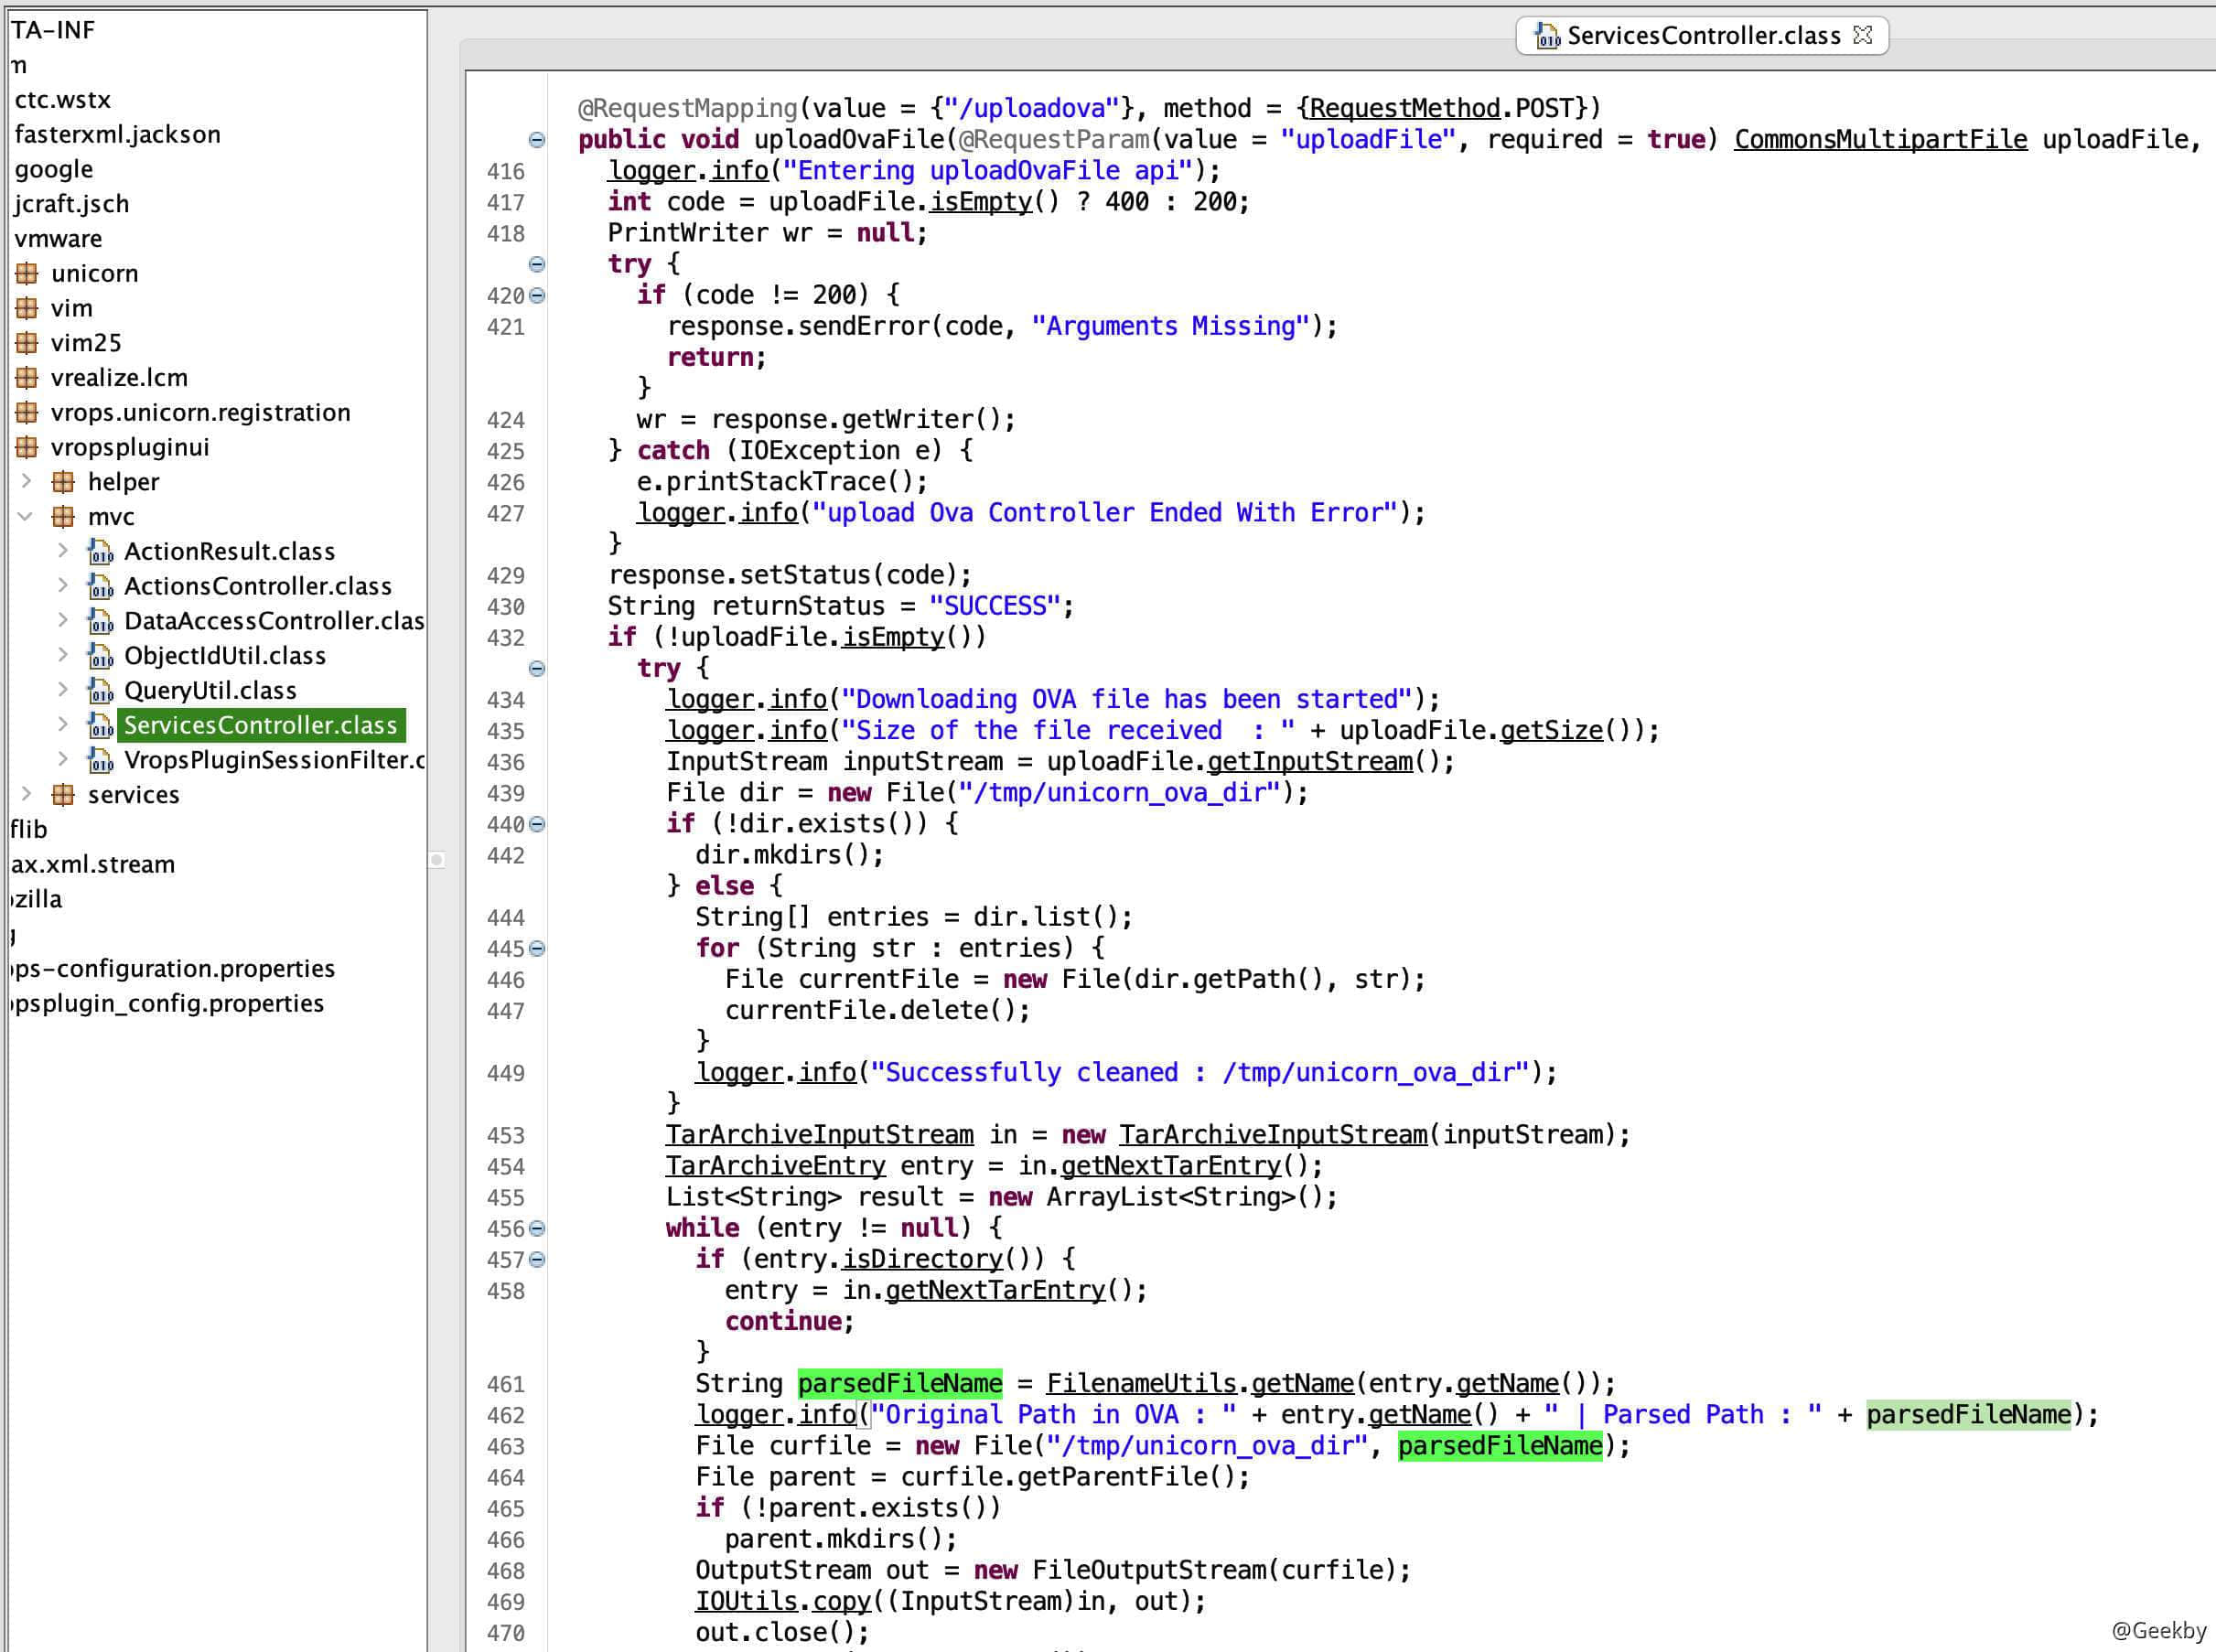 TA-INF
m
ctc.wstx
fasterxml.jackson
google
jcraft.jsch
vmware
unicorn
vim
vim25
vrealize.lcm
vrops.unicorn.registration
vropspluginui
helper
mvc
ActionResult.class
ActionsController.class
DataAccessController.clas
ObjectIdUtil.class
QueryUtil.class
ServicesController.class
VropsPluginSessionFilter.c
services
flib
ax.xml.stream
zilla
ps-configuration.properties
psplugin_config.properties
ServicesController.class
@RequestMapping(value = {"/uploadova"}, method = {RequestMethod.POST})
public void uploadOvaFile(@RequestParam(value = "uploadFile", required = true) CommonsMultipartFile uploadFile,
416 logger.info("Entering uploadOvaFile api");
417 int code = uploadFile.isEmpty() ? 400 : 200;
418 PrintWriter wr = null;
try {
420 if (code != 200) {
421 response.sendError(code, "Arguments Missing");
return;
}
424 wr = response.getWriter();
425 } catch (IOException e) {
426 e.printStackTrace();
427 logger.info("upload Ova Controller Ended With Error");
}
429 response.setStatus(code);
430 String returnStatus = "SUCCESS";
432 if (!uploadFile.isEmpty())
try {
434 logger.info("Downloading OVA file has been started");
435 logger.info("Size of the file received  : " + uploadFile.getSize());
436 InputStream inputStream = uploadFile.getInputStream();
439 File dir = new File("/tmp/unicorn_ova_dir");
440 if (!dir.exists()) {
442 dir.mkdirs();
} else {
444 String[] entries = dir.list();
445 for (String str : entries) {
446 File currentFile = new File(dir.getPath(), str);
447 currentFile.delete();
}
449 logger.info("Successfully cleaned : /tmp/unicorn_ova_dir");
}
453 TarArchiveInputStream in = new TarArchiveInputStream(inputStream);
454 TarArchiveEntry entry = in.getNextTarEntry();
455 List<String> result = new ArrayList<String>();
456 while (entry != null) {
457 if (entry.isDirectory()) {
458 entry = in.getNextTarEntry();
continue;
}
461 String parsedFileName = FilenameUtils.getName(entry.getName());
462 logger.info("Original Path in OVA : " + entry.getName() + " | Parsed Path : " + parsedFileName);
463 File curfile = new File("/tmp/unicorn_ova_dir", parsedFileName);
464 File parent = curfile.getParentFile();
465 if (!parent.exists())
466 parent.mkdirs();
468 OutputStream out = new FileOutputStream(curfile);
469 IOUtils.copy((InputStream)in, out);
470 out.close();
@Geekby